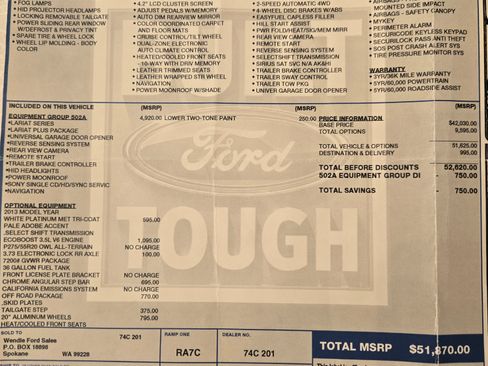 • FOG LAMPS
• HID PROJECTOR HEADLAMPS
• LOCKING REMOVABLE TAILGATE
• POWER SLIDING REAR WINDOW
W/DEFROST & PRIVACY TNT
• SPARE TIRE & WHEEL LOCK
• WHEEL LIP MOLDING - BODY
COLOR
• 4.2" LCD CLUSTER SCREEN
• ADJUST PEDALS W/MEMORY
• AUTO DIM REARVIEW MIRROR
• COLOR COORDINATED CARPET
AND FLOOR MATS
• CRUISE CONTROL/TILT WHEEL
• DUAL-ZONE ELECTRONIC
AUTO CLIMATE CONTROL
• HEATED/COOLED FRONT SEATS
-10-WAY WITH DRIV MEMORY
• LEATHER TRIMMED SEATS
• LEATHER WRAPPED STR WHEEL
• NAVIGATION
• POWER MOONROOF W/SHADE
• 2-SPEED AUTOMATIC 4WD
• 4 WHEEL DISC BRAKES W/ABS
• EASYFUEL CAPLESS FILLER
• HILL START ASSIST
• PWR FOLD/HEAT/SIG/MEM MIRR
• REAR VIEW CAMERA
• REMOTE START
• REVERSE SENSING SYSTEM
• SELECTSHIFT TRANSMISSION
• SIRIUS SAT SVC N/A AK&HI
• TRAILER BRAKE CONTROLLER
• TRAILER SWAY CONTROL
• TRAILER TOW PKG
• UNIVER GARAGE DOOR OPENER
MOUNTED SIDE IMPACT
• AIRBAGS - SAFETY CANOPY
• MYKEY
• PERIMETER ALARM
• SECURICODE KEYLESS KEYPAD
• SECURILOCK PASS ANTI THEFT
• SOS POST CRASH ALERT SYS
• TIRE PRESSURE MONITOR SYS
WARRANTY
• 3YR/36K MILE WARRANTY
• 5YR/60,000 POWERTRAIN
• 5YR/60,000 ROADSIDE ASSIST
INCLUDED ON THIS VEHICLE (MSRP) (MSRP) (MSRP)
EQUIPMENT GROUP 502A 4,920.00 LOWER TWO-TONE PAINT 250.00
•LARIAT SERIES
•LARIAT PLUS PACKAGE
•UNIVERSAL GARAGE DOOR OPENER
•REVERSE SENSING SYSTEM
•REAR VIEW CAMERA
•REMOTE START
•TRAILER BRAKE CONTROLLER
•HID HEADLIGHTS
•POWER MOONROOF
•SONY SINGLE CD/HD/SYNC SERVIC
•NAVIGATION
PRICE INFORMATION
BASE PRICE $42,030.00
TOTAL OPTIONS 9,595.00
TOTAL VEHICLE & OPTIONS 51,625.00
DESTINATION & DELIVERY 995.00
TOTAL BEFORE DISCOUNTS 52,620.00
502A EQUIPMENT GROUP DI - 750.00
TOTAL SAVINGS - 750.00
Ford
TOUGH
OPTIONAL EQUIPMENT
2013 MODEL YEAR
WHITE PLATINUM MET TRI-COAT 595.00
PALE ADOBE ACCENT
.SELECT SHIFT TRANSMISSION
ECOBOOST 3.5L V6 ENGINE 1,095.00
P275/55R20 OWL ALL-TERRAIN NO CHARGE
3.73 ELECTRONIC LOCK RR AXLE 100.00
7200# GVWR PACKAGE
36 GALLON FUEL TANK
FRONT LICENSE PLATE BRACKET NO CHARGE
CHROME ANGULAR STEP BAR 695.00
CALIFORNIA EMISSIONS SYSTEM NO CHARGE
OFF ROAD PACKAGE 770.00
.SKID PLATES
TAILGATE STEP 375.00
20" ALUMINUM WHEELS 795.00
HEAT/COOLED FRONT SEATS
SOLD TO 74C 201
Wendle Ford Sales
P.O. BOX 18898
Spokane WA 99228
RAMP ONE
RA7C
DEALER NO.
74C 201
TOTAL MSRP $51,870.00